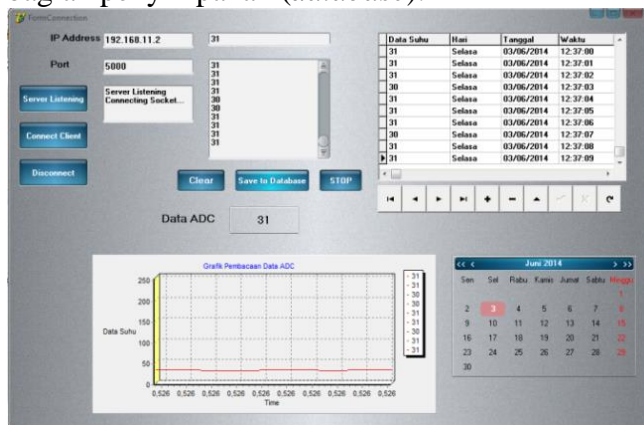 FormConnection
IP Address 192.168.11.2
Port 5000
Server Listening
Connecting Socket...
Server Listening
Connect Client
Disconnect
31
31
31
31
30
30
31
31
31
31
Clear
Save to Database
STOP
Data ADC 31
Data Suhu Hari Tanggal Waktu
31 Selasa 03/06/2014 12:37:00
31 Selasa 03/06/2014 12:37:01
31 Selasa 03/06/2014 12:37:02
30 Selasa 03/06/2014 12:37:03
31 Selasa 03/06/2014 12:37:04
31 Selasa 03/06/2014 12:37:05
31 Selasa 03/06/2014 12:37:06
30 Selasa 03/06/2014 12:37:07
31 Selasa 03/06/2014 12:37:08
31 Selasa 03/06/2014 12:37:09
Grafik Pembacaan Data ADC
250
200
150
100
50
0
Data Suhu
0,526 0,526 0,526 0,526 0,526 0,526 0,526 0,526 0,526
Time
31
31
30
31
31
31
30
31
31
Juni 2014
Sen Sel Rabu Kamis Jumat Sabtu Minggu
1
2 3 4 5 6 7 8
9 10 11 12 13 14 15
16 17 18 19 20 21 22
23 24 25 26 27 28 29
30